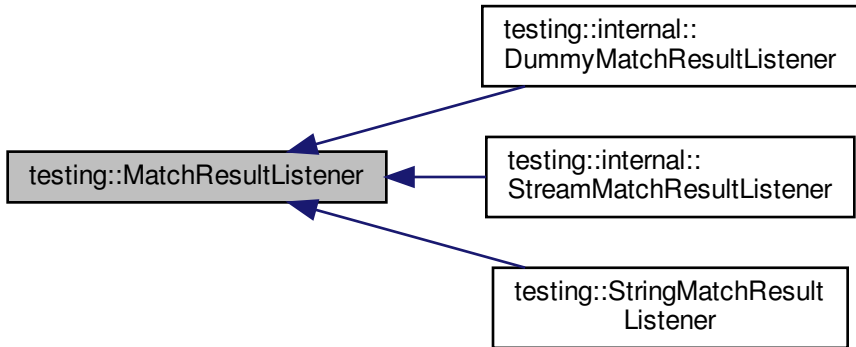 testing::internal::
DummyMatchResultListener
testing::MatchResultListener
testing::internal::
StreamMatchResultListener
testing::StringMatchResult
Listener